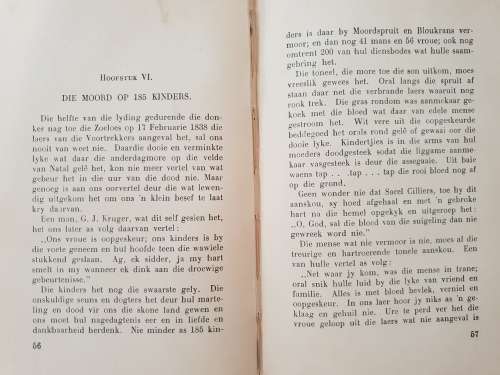 HOOFSTUK VI.
DIE MOORD OP 185 KINDERS.
Die helfte van die lyding gedurende die don-
ker nag toe die Zoeloes op 17 Februarie 1838 die
laers van die Voortrekkers aangeval het, sal ons
nooit van weet nie. Daardie dooie en verminkte
lyke wat daar die anderdagmore op die velde
van Natal gelê het, kon nie meer vertel van wat
gebeur het in die uur van die dood nie. Maar
genoeg is aan ons oorvertel deur die wat lewen-
dig uitgekom het om ons 'n klein besef te laat
kry daarvan.
Een man, G. J. Kruger, wat dit self gesien het,
het ons later as volg daarvan vertel:
„Ons vroue is oopgeskeur; ons kinders is by
die voete geneem en hul hoofde teen die wawiele
stukkend geslaan. Ag, ek sidder, ja my hart
smelt in my wanneer ek dink aan die droewige
gebeurtenisse."
Die kinders het nog die swaarste gely. Die
onskuldige seuns en dogters het deur hul marte-
ling en dood vir ons die skone land gewen en
ons moet hul nagedagtenis eer en in liefde en
dankbaarheid herdenk. Nie minder as 185 kin-
56
ders is daar by Moordspruit en Bloukrans ver-
moor; en dan nog 41 mans en 56 vroue; ook nog
omtrent 200 van hul diensbodes wat hulle saam-
gebring het.
Die toneel, die more toe die son uitkom, moes
vreeslik gewees het. Oral langs die spruit af
staan daar net die verbrande laers waaruit nog
rook trek. Die gras rondom was aanmekaar ge-
koek met die bloed wat daar van edele mense
gestroom het. Wit vere uit die oopgeskeurde
beddegoed het orals rond gelê of gewaai oor die
dooie lyke. Kindertjies is in die arms van hul
moeders doodgesteek sodat die liggame aanme-
kaar vasgesteek is deur die assegaaie. Uit baie
waens tap . . . .tap . . . . tap die rooi bloed nog af
op die grond.
Geen wonder nie dat Sarel Cilliers, toe hy dit
aanskou, sy hoed afgehaal en met 'n gebroke
hart na die hemel opgekyk en uitgeroep het:
„O, God, sal die bloed van die suigeling dan nie
gewreek word nie."
Die mense wat nie vermoor is nie, moes al die
treurige en hartroerende tonele aanskou. Een
van hulle vertel as volg:
„Net waar jy kom, was die mense in trane;
oral snik hulle luid by die lyke van vriend en
familie. Alles is met bloed bevlek, verniel en
oopgeskeur. In ons laer hoor jy niks as 'n ge-
klaag en gehuil nie. Ure te perd ver het die
vroue geloop uit die laers wat nie aangeval is
57